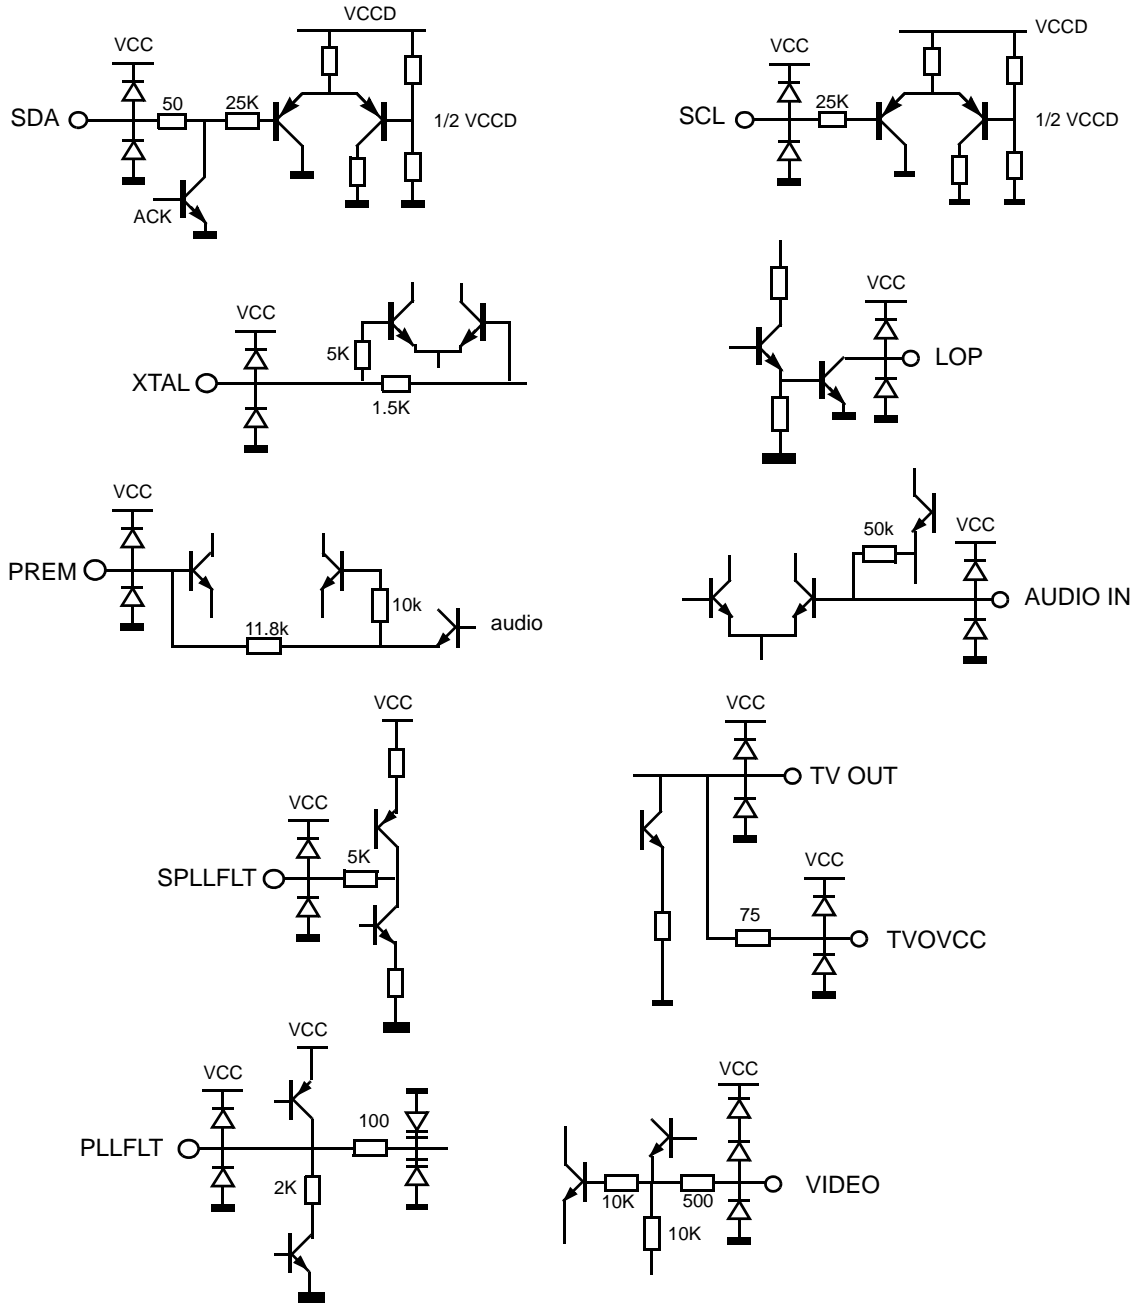 VCCD
VCC
SDA
50
25K
1/2 VCCD
ACK
VCCD
VCC
SCL
25K
1/2 VCCD
VCC
XTAL
5K
1.5K
VCC
LOP
VCC
PREM
11.8k
10k
audio
50k
VCC
AUDIO IN
VCC
VCC
SPLLFLT
5K
VCC
TV OUT
VCC
75
TVOVCC
VCC
VCC
PLLFLT
100
2K
VCC
10K
500
VIDEO
10K